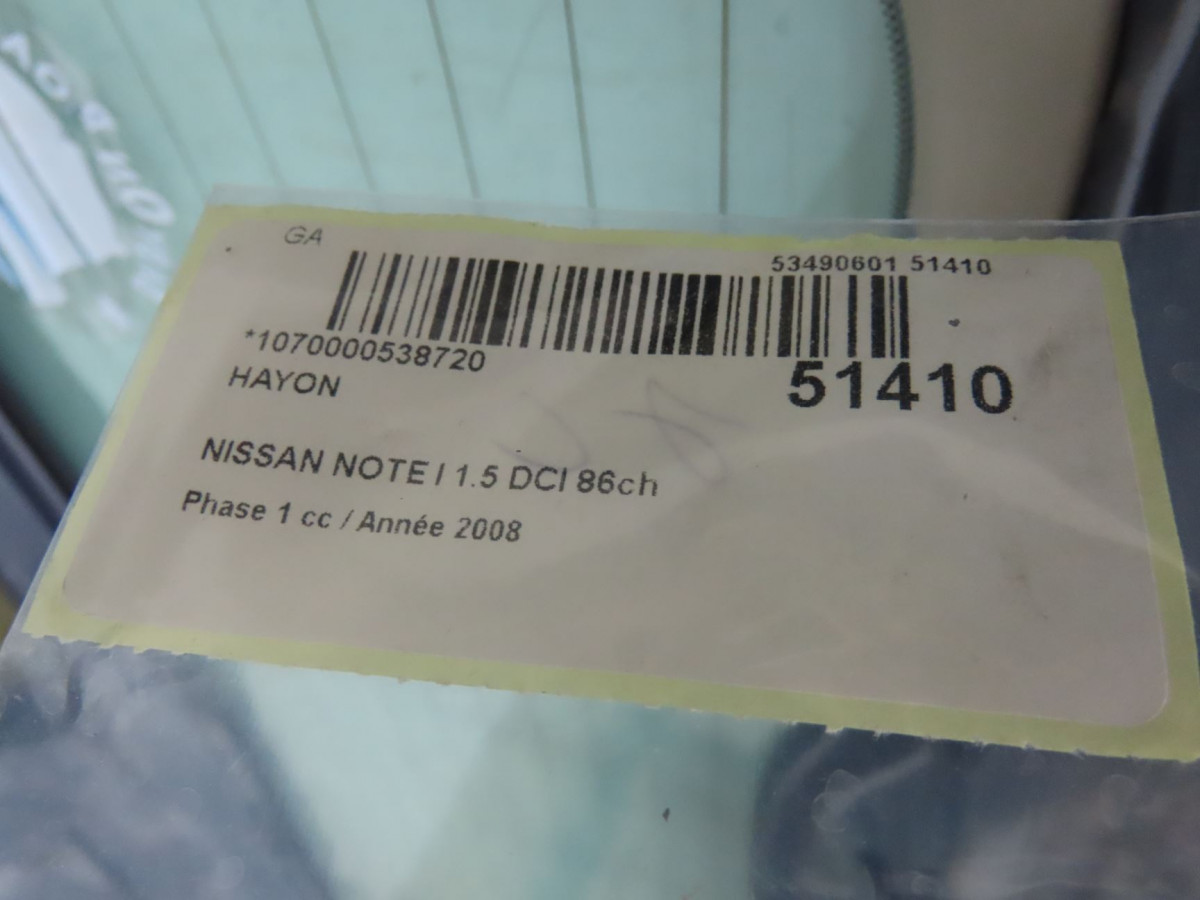 GA
53490601 51410
*1070000538720
51410
HAYON
NISSAN NOTE I 1.5 DCI 86ch
Phase 1 cc / Année 2008